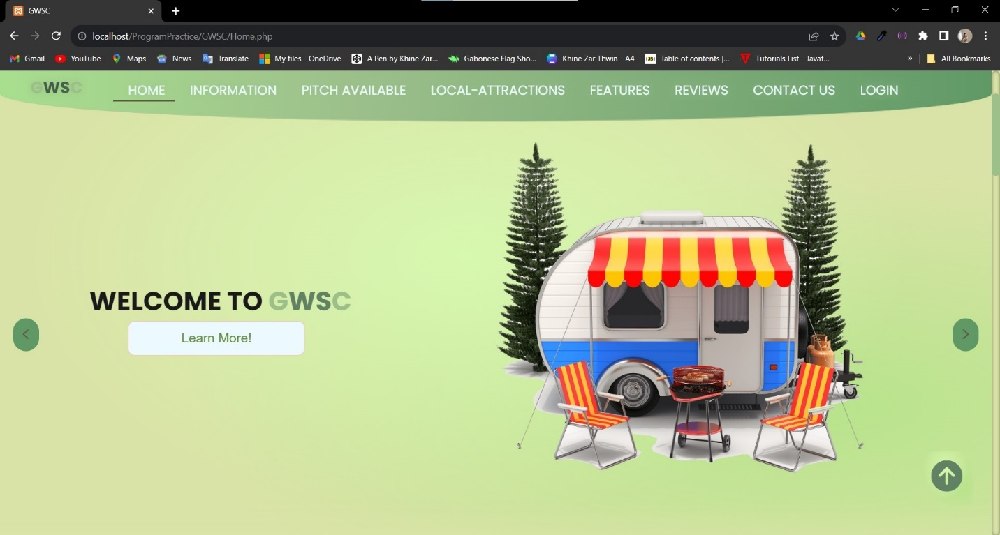 GWSC
localhost/ProgramPractice/GWSC/Home.php
Gmail YouTube Maps News Translate My files - OneDrive A Pen by Khine Zar... Gabonese Flag Sho... Khine Zar Thwin - A4 Table of contents |... Tutorials List - Javat... » All Bookmarks
GWSC HOME INFORMATION PITCH AVAILABLE LOCAL-ATTRACTIONS FEATURES REVIEWS CONTACT US LOGIN
WELCOME TO GWSC
Learn More!